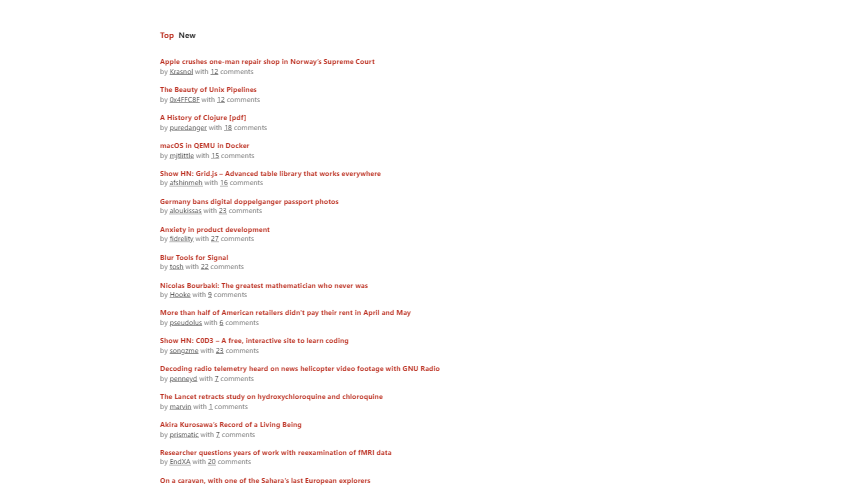 Top New
Apple crushes one-man repair shop in Norway's Supreme Court
by Krasnol with 12 comments
The Beauty of Unix Pipelines
by 0x4FFC8F with 12 comments
A History of Clojure [pdf]
by puredanger with 18 comments
macOS in QEMU in Docker
by mjtlittle with 15 comments
Show HN: Grid.js – Advanced table library that works everywhere
by afshinmeh with 16 comments
Germany bans digital doppelganger passport photos
by aloukissas with 23 comments
Anxiety in product development
by fidrelity with 27 comments
Blur Tools for Signal
by tosh with 22 comments
Nicolas Bourbaki: The greatest mathematician who never was
by Hooke with 9 comments
More than half of American retailers didn't pay their rent in April and May
by pseudolus with 6 comments
Show HN: C0D3 – A free, interactive site to learn coding
by songzme with 23 comments
Decoding radio telemetry heard on news helicopter video footage with GNU Radio
by penneyd with 7 comments
The Lancet retracts study on hydroxychloroquine and chloroquine
by marvin with 1 comments
Akira Kurosawa's Record of a Living Being
by prismatic with 7 comments
Researcher questions years of work with reexamination of fMRI data
by EndXA with 20 comments
On a caravan, with one of the Sahara's last European explorers